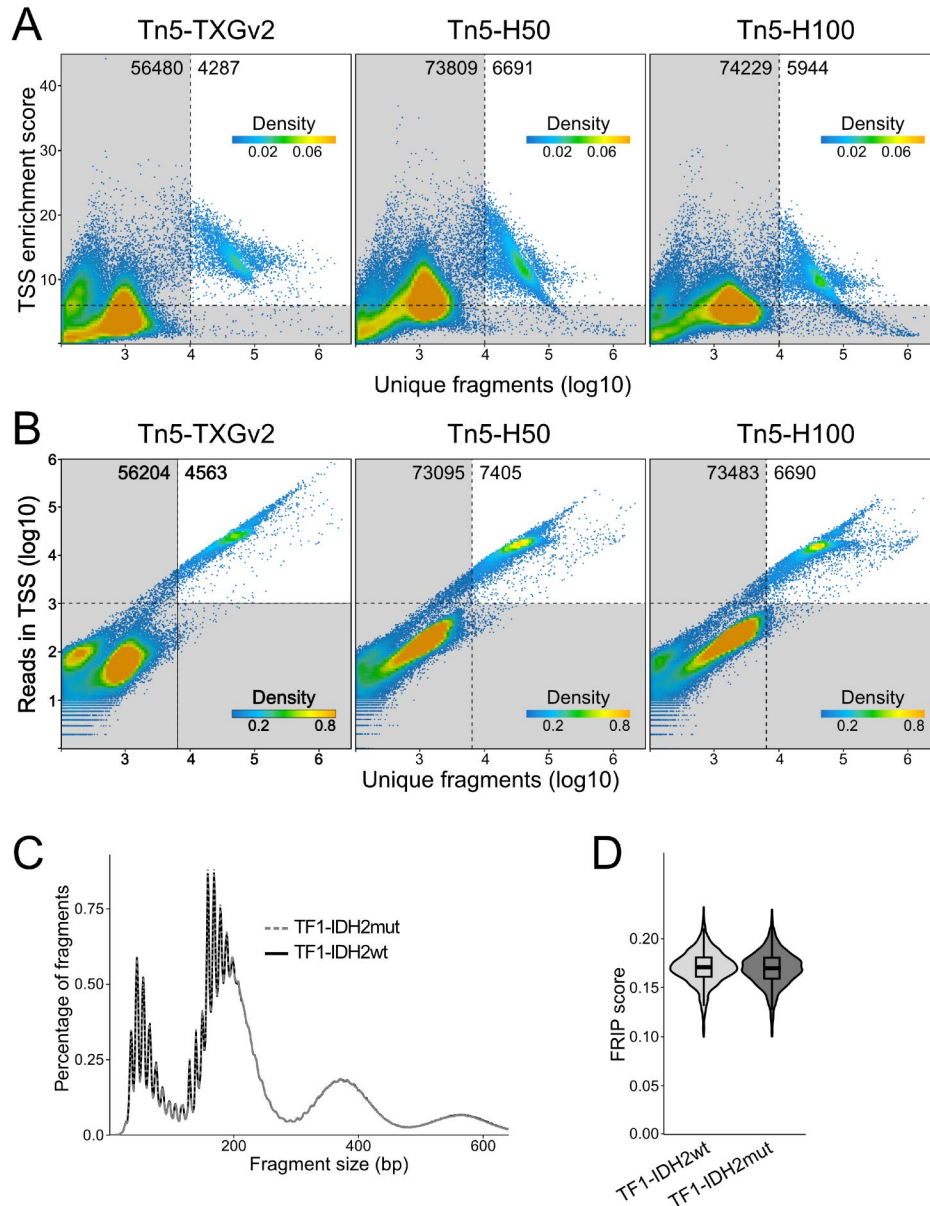 A
Tn5-TXGv2 Tn5-H50 Tn5-H100
56480 4287 73809 6691 74229 5944
TSS enrichment score
40
30
20
10
0
Density Density Density
0.02 0.06 0.02 0.06 0.02 0.06
3 4 5 6 3 4 5 6 3 4 5 6
Unique fragments (log10)
B
Tn5-TXGv2 Tn5-H50 Tn5-H100
56204 4563 73095 7405 73483 6690
Reads in TSS (log10)
6
5
4
3
2
1
Density Density Density
0.2 0.8 0.2 0.8 0.2 0.8
3 4 5 6 3 4 5 6 3 4 5 6
Unique fragments (log10)
C
Percentage of fragments
0.75
0.50
0.25
0.0
TF1-IDH2mut
TF1-IDH2wt
200 400 600
Fragment size (bp)
D
FRIP score
0.20
0.15
0.10
0.05
0.00
TF1-IDH2wt
TF1-IDH2mut